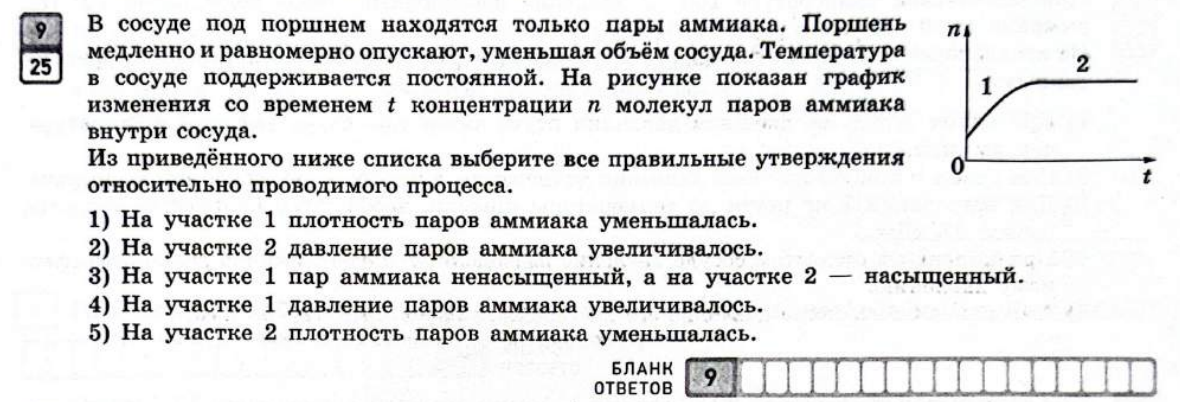 9
25
В сосуде под поршнем находятся только пары аммиака. Поршень
медленно и равномерно опускают, уменьшая объём сосуда. Температура
в сосуде поддерживается постоянной. На рисунке показан график
изменения со временем t концентрации n молекул паров аммиака
внутри сосуда.
Из приведённого ниже списка выберите все правильные утверждения
относительно проводимого процесса.
n
1
2
0
t
1) На участке 1 плотность паров аммиака уменьшалась.
2) На участке 2 давление паров аммиака увеличивалось.
3) На участке 1 пар аммиака ненасыщенный, а на участке 2 — насыщенный.
4) На участке 1 давление паров аммиака увеличивалось.
5) На участке 2 плотность паров аммиака уменьшалась.
БЛАНК
ОТВЕТОВ
9